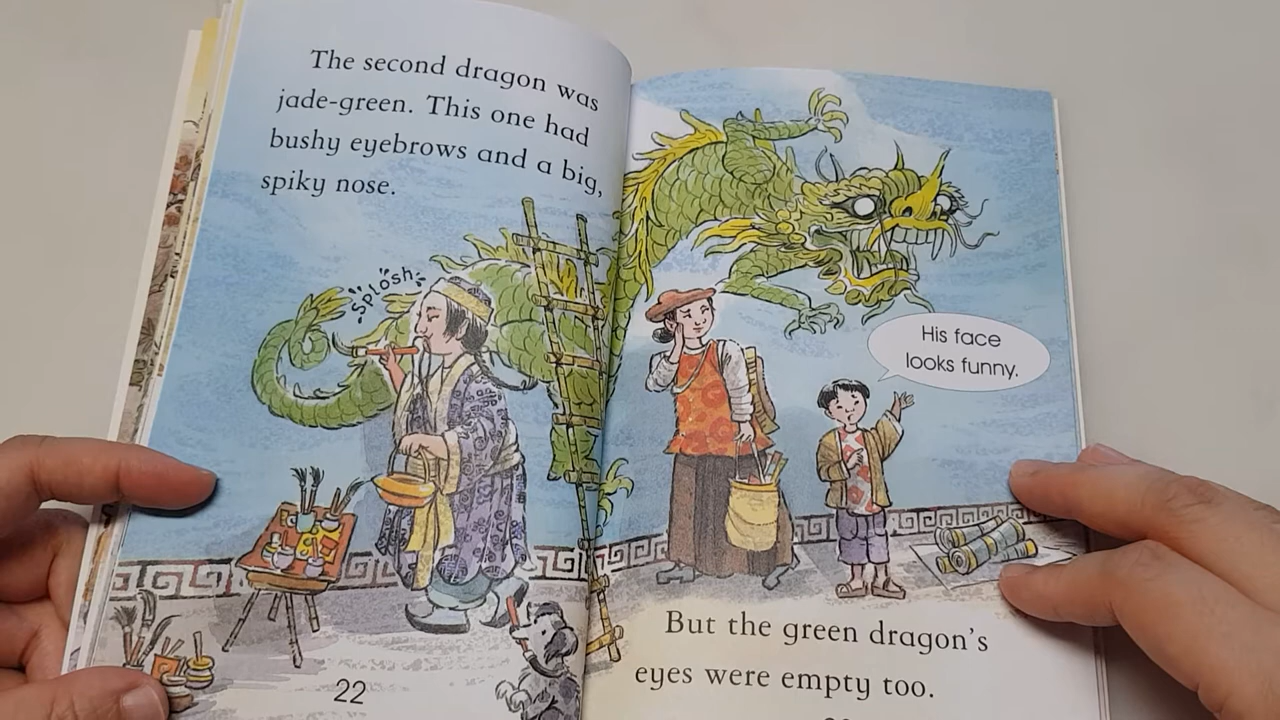 The second dragon was
jade-green. This one had
bushy eyebrows and a big,
spiky nose.
Splosh
22
His face
looks funny.
But the green dragon's
eyes were empty too.